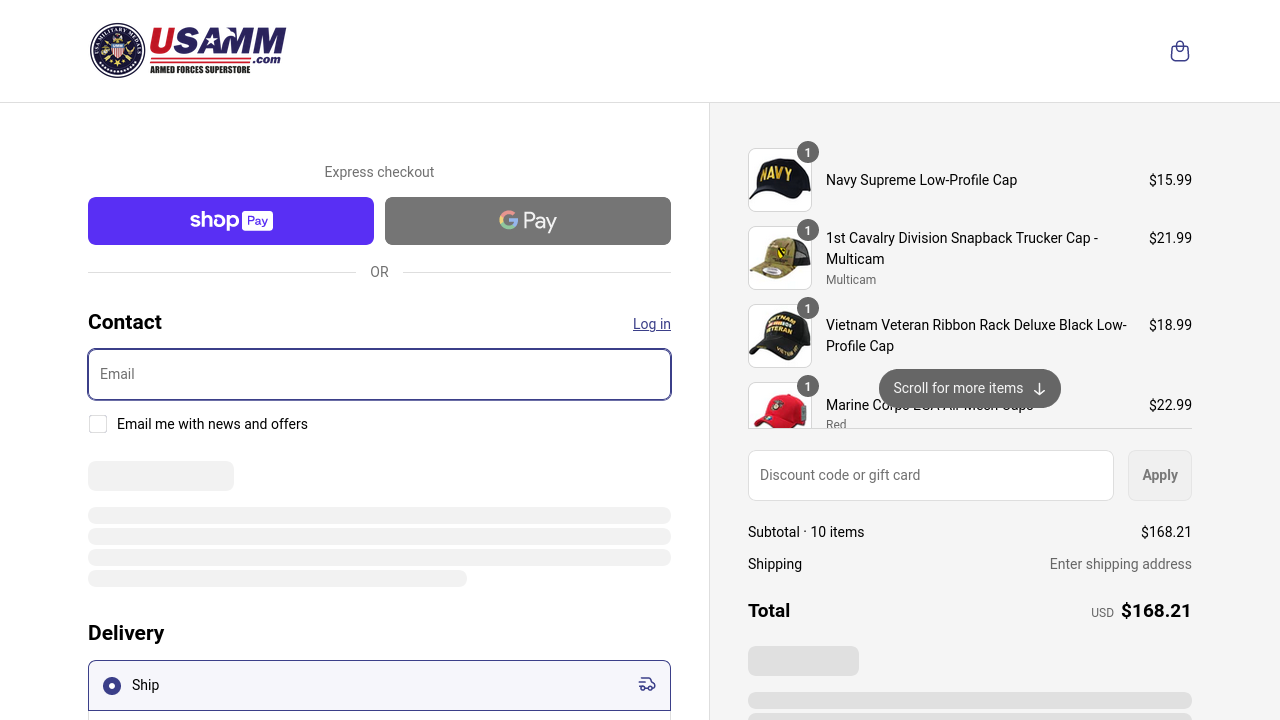 USAMM
.com
ARMED FORCES SUPERSTORE
Express checkout
shop Pay
G Pay
OR
Contact
Log in
Email
Email me with news and offers
Delivery
Ship
1
NAVY
Navy Supreme Low-Profile Cap
$15.99
1
1st Cavalry Division Snapback Trucker Cap -
Multicam
Multicam
$21.99
1
VIETNAM
VETERAN
Vietnam Veteran Ribbon Rack Deluxe Black Low-
Profile Cap
$18.99
Scroll for more items
1
$22.99
Red
Discount code or gift card
Apply
Subtotal · 10 items
$168.21
Shipping
Enter shipping address
Total
USD $168.21